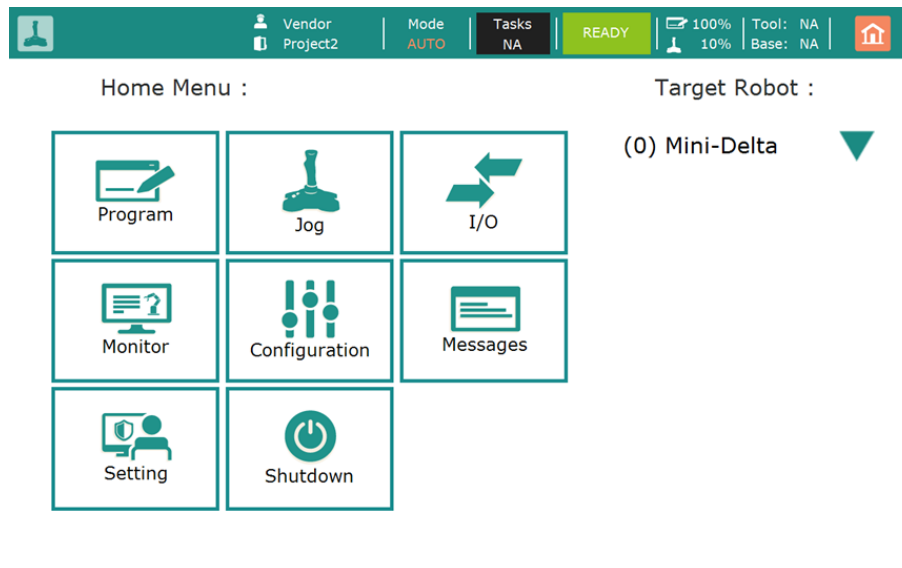 Vendor
Project2
Mode
AUTO
Tasks
NA
READY
100%
10%
Tool: NA
Base: NA
Home Menu :
Target Robot :
(0) Mini-Delta
Program
Jog
I/O
Monitor
Configuration
Messages
Setting
Shutdown